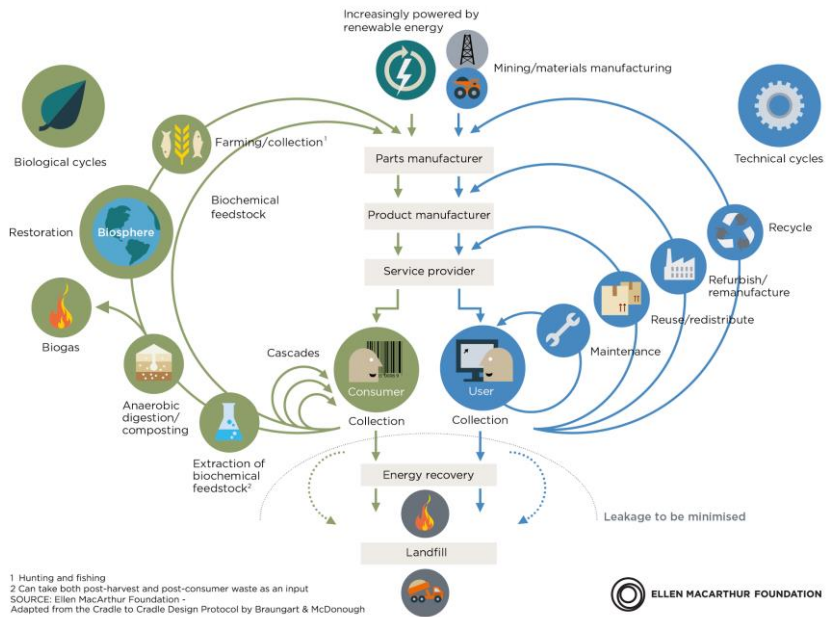 Increasingly powered by
renewable energy
Mining/materials manufacturing
Biological cycles
Farming/collection¹
Parts manufacturer
Technical cycles
Biochemical
feedstock
Product manufacturer
Restoration
Biosphere
Recycle
Service provider
Refurbish/
remanufacture
Reuse/redistribute
Biogas
Cascades
Maintenance
Consumer
User
Anaerobic
digestion/
composting
Collection
Collection
Extraction of
biochemical
feedstock²
Energy recovery
Leakage to be minimised
Landfill
1 Hunting and fishing
2 Can take both post-harvest and post-consumer waste as an input
SOURCE: Ellen MacArthur Foundation -
Adapted from the Cradle to Cradle Design Protocol by Braungart & McDonough
ELLEN MACARTHUR FOUNDATION